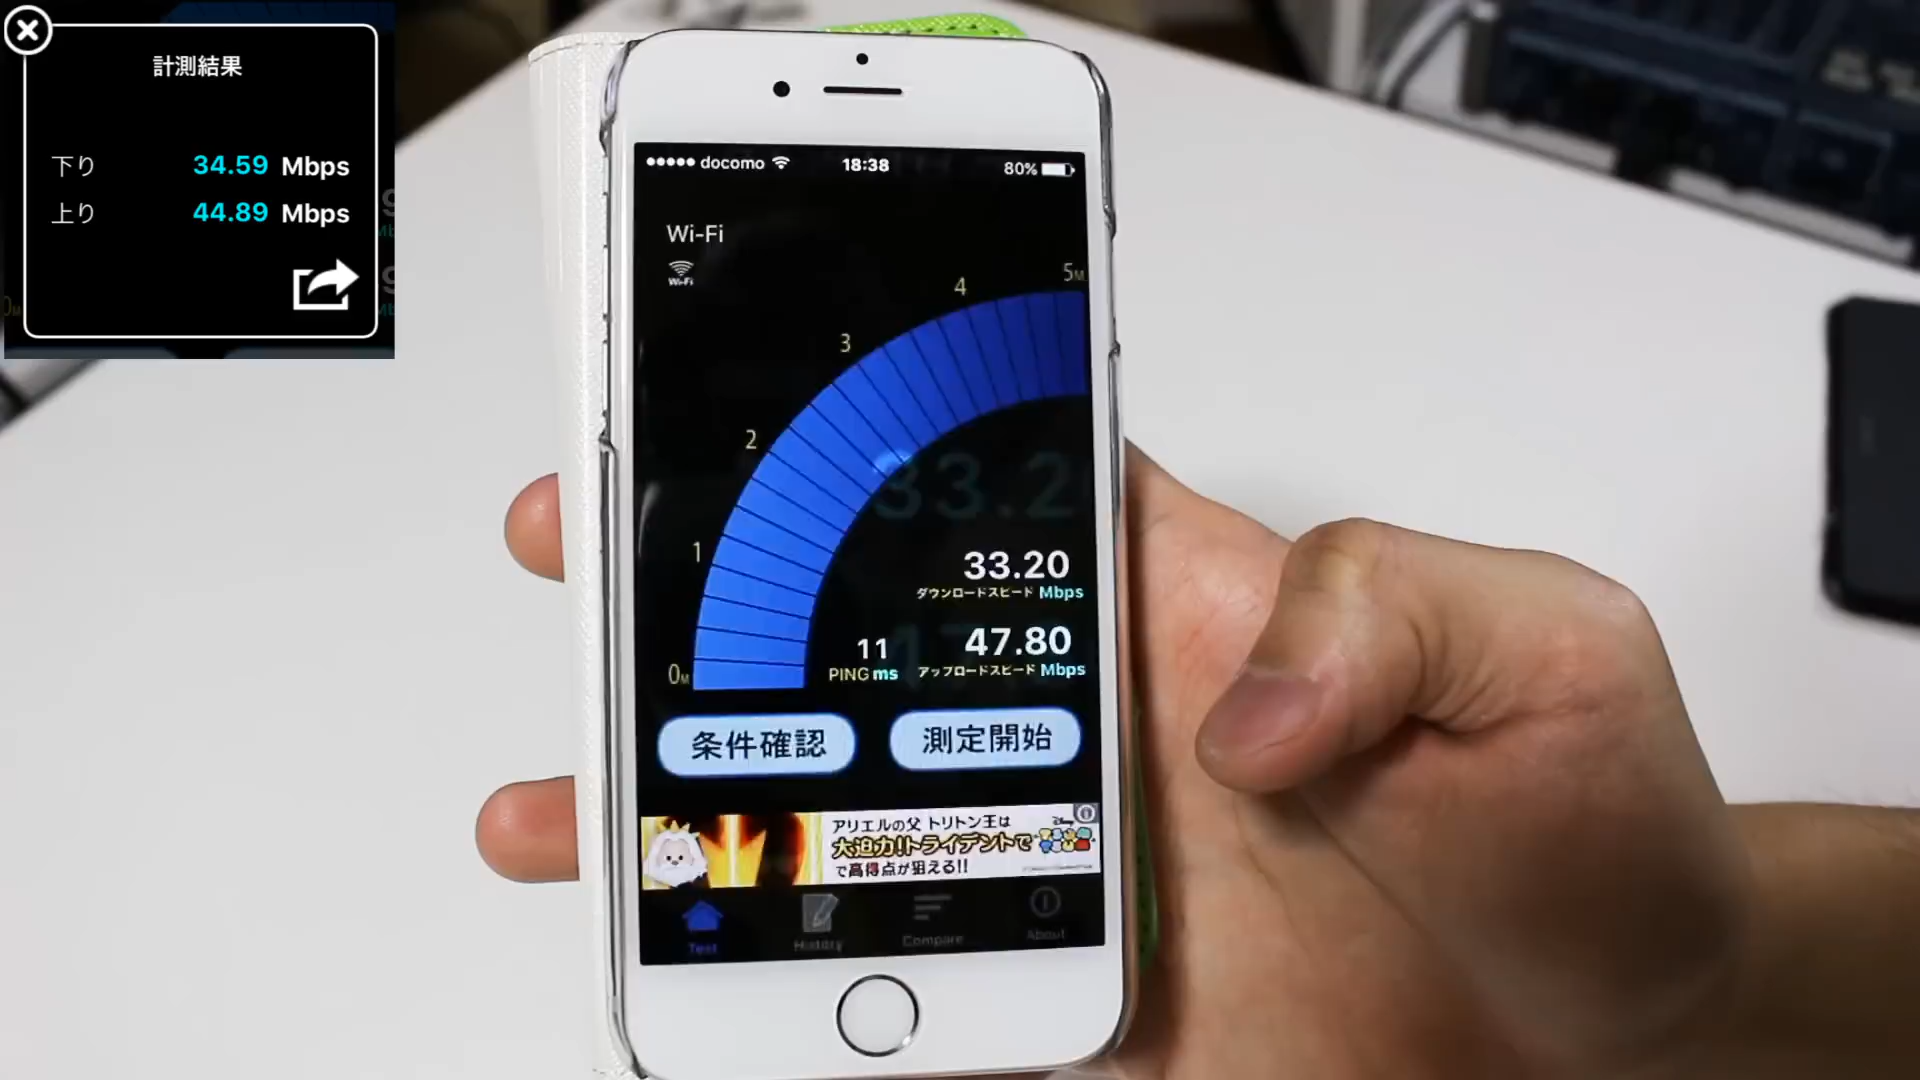 計測結果
下り 34.59 Mbps
上り 44.89 Mbps
docomo 18:38 80%
Wi-Fi
Wi-Fi
5M
4
3
2
1
0M
33.2
33.20
ダウンロードスピード Mbps
11 47.80
PING ms アップロードスピード Mbps
条件確認 測定開始
アリエルの父 トリトン王は
大迫力!トライデントで
で高得点が狙える!!
Disney
Test History Compare About